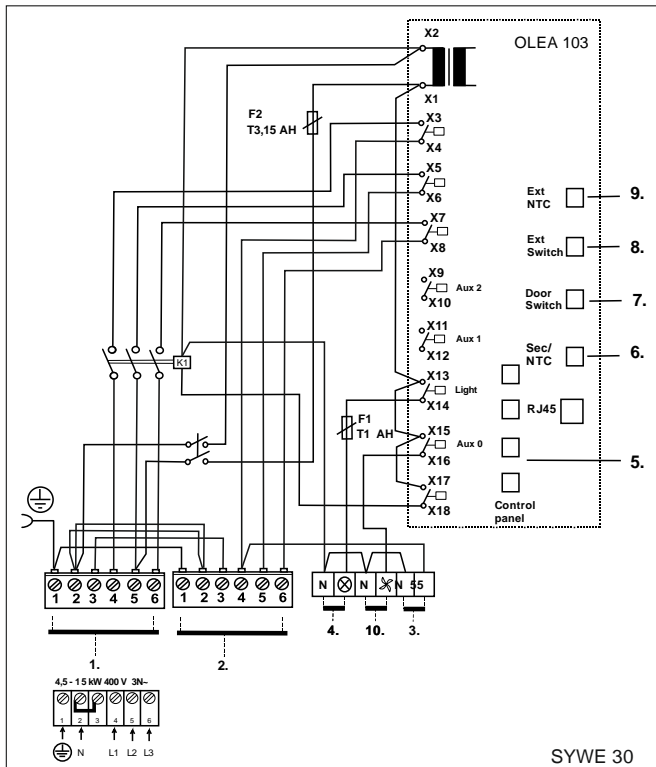 X2
OLEA 103
X1
F2
T3,15 AH
X3
X4
X5
X6
Ext
NTC
9.
X7
X8
Ext
Switch
8.
X9
Aux 2
X10
Door
Switch
7.
X11
Aux 1
X12
Sec/
NTC
6.
K1
X13
Light
X14
RJ45
F1
T1 AH
X15
Aux 0
X16
5.
X17
X18
Control
panel
1 2 3 4 5 6
1 2 3 4 5 6
N N N 55
1.
2.
4.
10.
3.
4,5 - 15 kW 400 V 3N~
1 2 3 4 5 6
N L1 L2 L3
SYWE 30